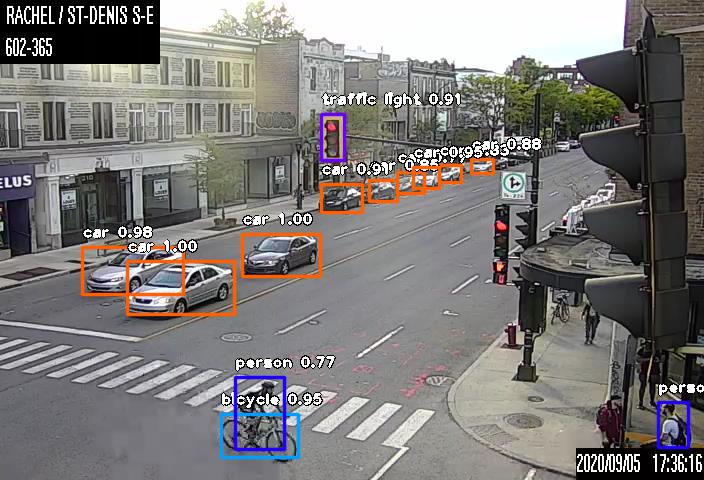 RACHEL / ST-DENIS S-E
602-365
traffic light 0.91
car 0.88
car 0.91
ELUS
car 0.98
car 1.00
car 1.00
person 0.77
bicycle 0.95
perso
2020/09/05 17:36:16